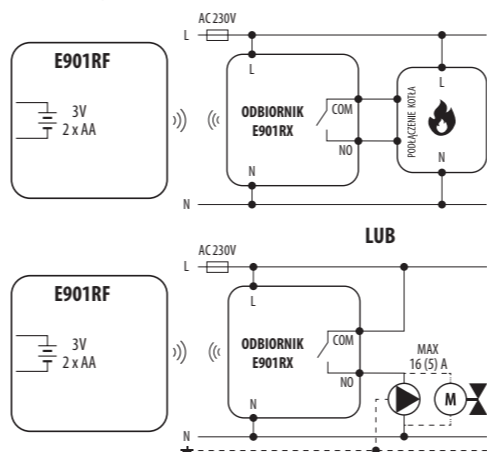 AC 230V
L
E901RF
3V
2 x AA
L
ODBIORNIK
E901RX
COM
NO
N
L
PODŁĄCZENIE KOTŁA
N
N
LUB
AC 230V
L
E901RF
3V
2 x AA
L
ODBIORNIK
E901RX
COM
NO
N
MAX
16 (5) A
M
N